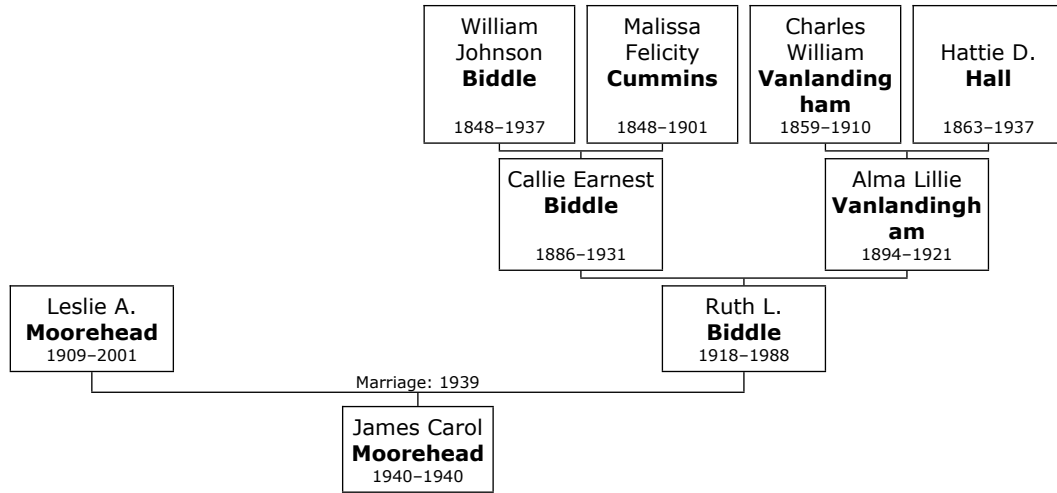 William
Johnson
Biddle
1848–1937
Malissa
Felicity
Cummins
1848–1901
Charles
William
Vanlanding
ham
1859–1910
Hattie D.
Hall
1863–1937
Callie Earnest
Biddle
1886–1931
Alma Lillie
Vanlandingh
am
1894–1921
Leslie A.
Moorehead
1909–2001
Ruth L.
Biddle
1918–1988
Marriage: 1939
James Carol
Moorehead
1940–1940